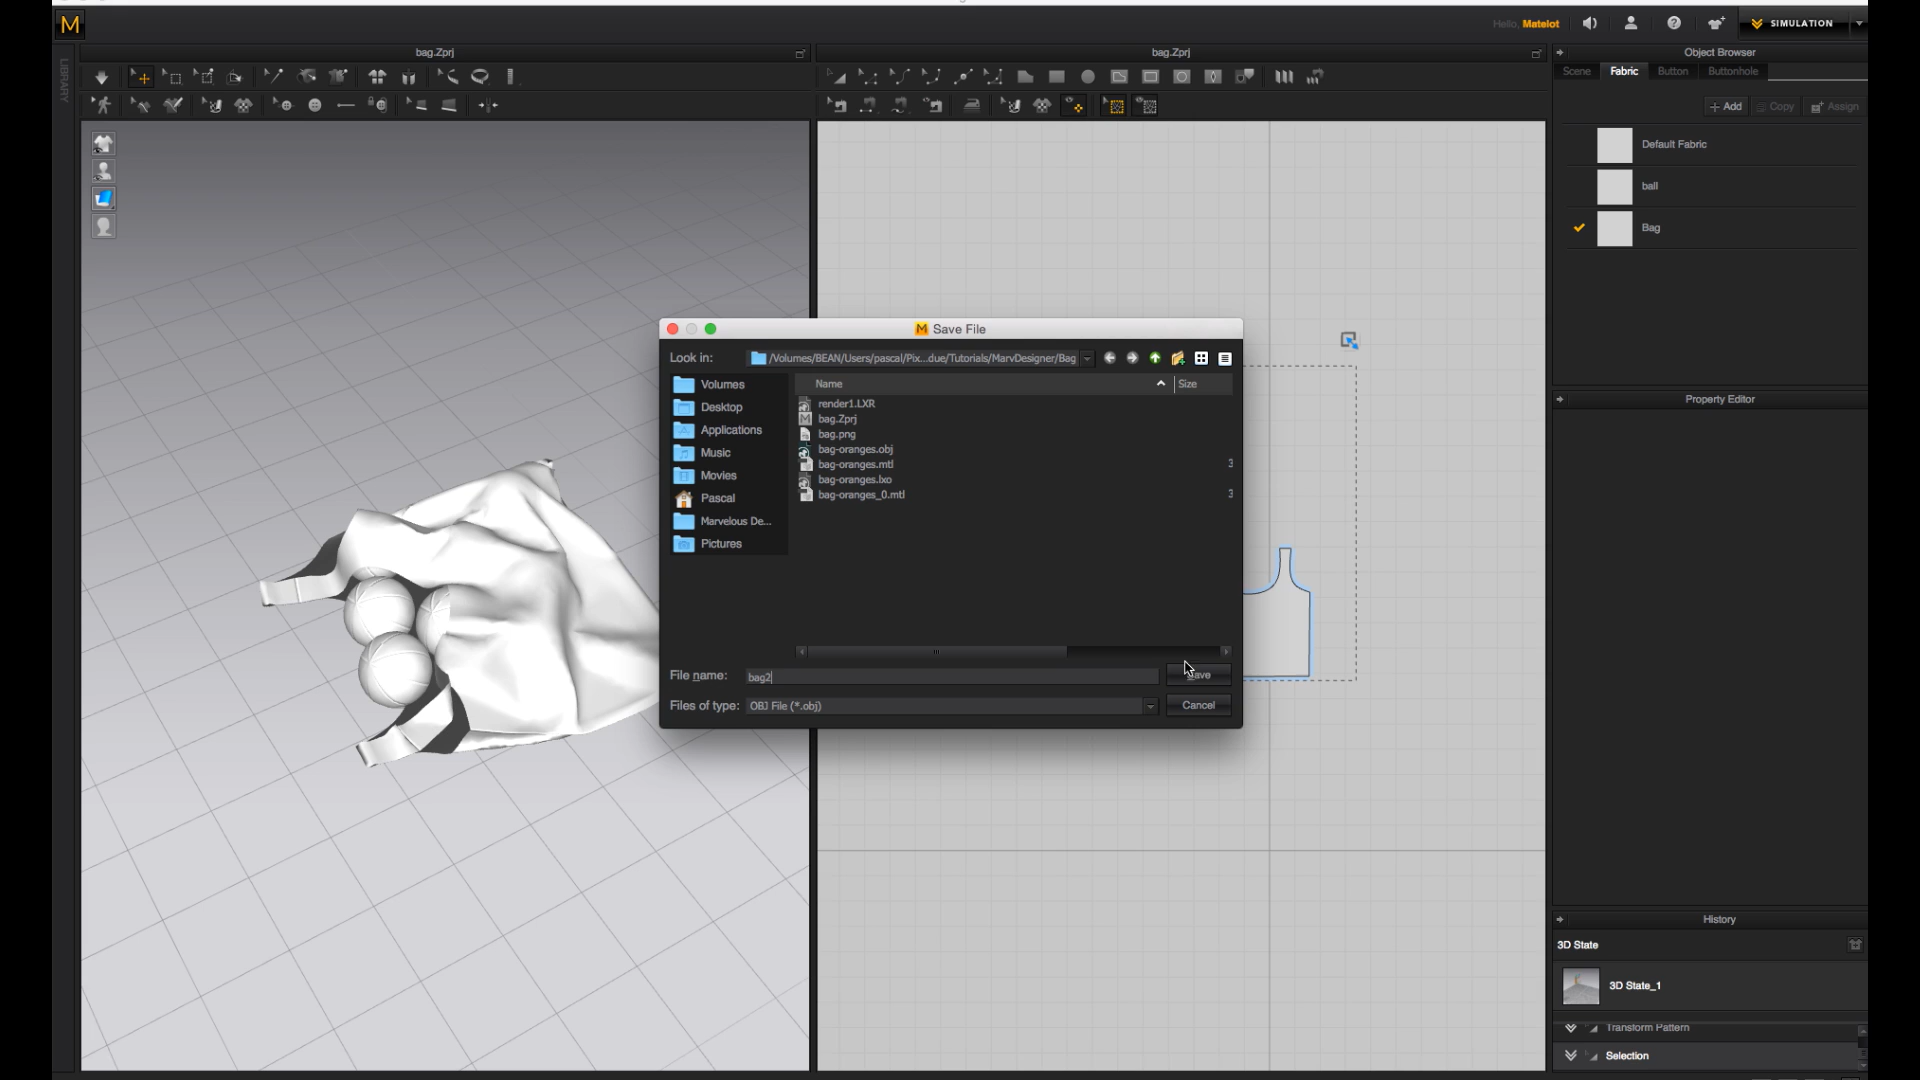 M
Hello, Matelot
SIMULATION
LIBRARY
bag.Zprj
bag.Zprj
Object Browser
Scene Fabric Button Buttonhole
+ Add Copy Assign
Default Fabric
ball
Bag
Property Editor
History
3D State
3D State_1
Transform Pattern
Selection
M Save File
Look in: /Volumes/BEAN/Users/pascal/Pix...due/Tutorials/MarvDesigner/Bag
Volumes
Desktop
Applications
Music
Movies
Pascal
Marvelous De...
Pictures
Name Size
render1.LXR
bag.Zprj
bag.png
bag-oranges.obj
bag-oranges.mtl 3
bag-oranges.lxo
bag-oranges_0.mtl 3
File name: bag2
Save
Files of type: OBJ File (*.obj)
Cancel